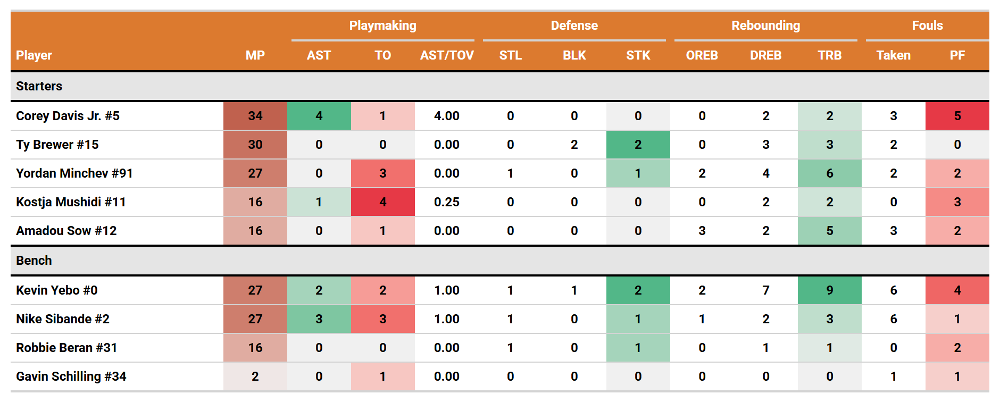 Playmaking Defense Rebounding Fouls
Player MP AST TO AST/TOV STL BLK STK OREB DREB TRB Taken PF
Starters
Corey Davis Jr. #5 34 4 1 4.00 0 0 0 0 2 2 3 5
Ty Brewer #15 30 0 0 0.00 0 2 2 0 3 3 2 0
Yordan Minchev #91 27 0 3 0.00 1 0 1 2 4 6 2 2
Kostja Mushidi #11 16 1 4 0.25 0 0 0 0 2 2 0 3
Amadou Sow #12 16 0 1 0.00 0 0 0 3 2 5 3 2
Bench
Kevin Yebo #0 27 2 2 1.00 1 1 2 2 7 9 6 4
Nike Sibande #2 27 3 3 1.00 1 0 1 1 2 3 6 1
Robbie Beran #31 16 0 0 0.00 1 0 1 0 1 1 0 2
Gavin Schilling #34 2 0 1 0.00 0 0 0 0 0 0 1 1